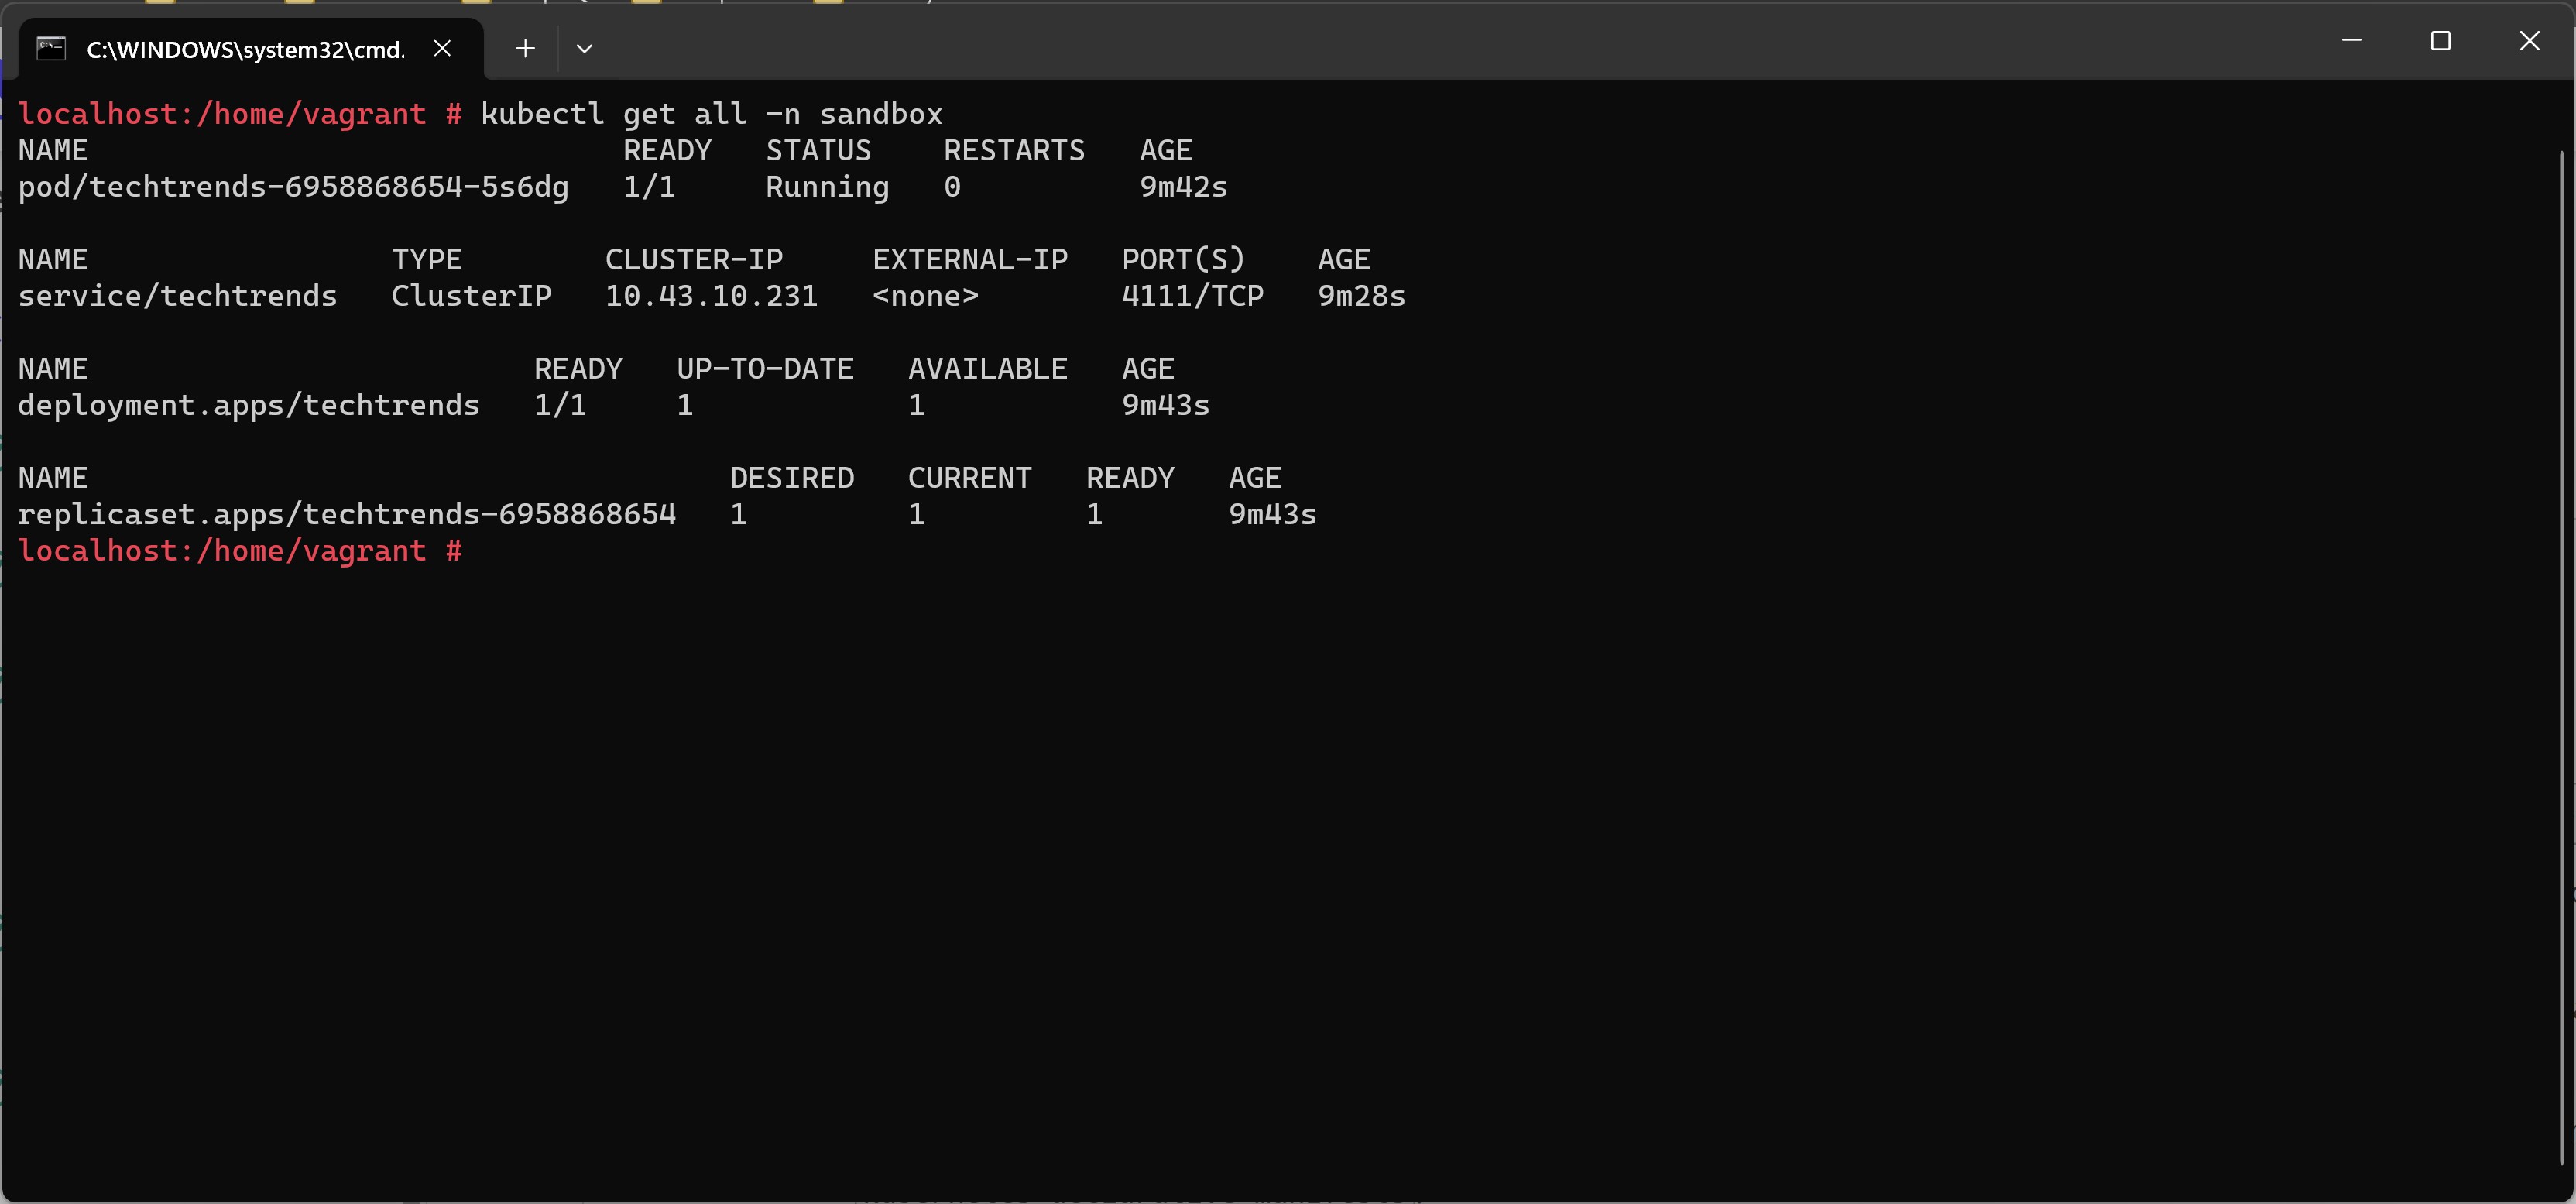 C:\WINDOWS\system32\cmd.
localhost:/home/vagrant # kubectl get all -n sandbox
NAME                              READY   STATUS    RESTARTS   AGE
pod/techtrends-6958868654-5s6dg   1/1     Running   0          9m42s
NAME                 TYPE        CLUSTER-IP     EXTERNAL-IP   PORT(S)    AGE
service/techtrends   ClusterIP   10.43.10.231   <none>        4111/TCP   9m28s
NAME                         READY   UP-TO-DATE   AVAILABLE   AGE
deployment.apps/techtrends   1/1     1            1           9m43s
NAME                                    DESIRED   CURRENT   READY   AGE
replicaset.apps/techtrends-6958868654   1         1         1       9m43s
localhost:/home/vagrant #